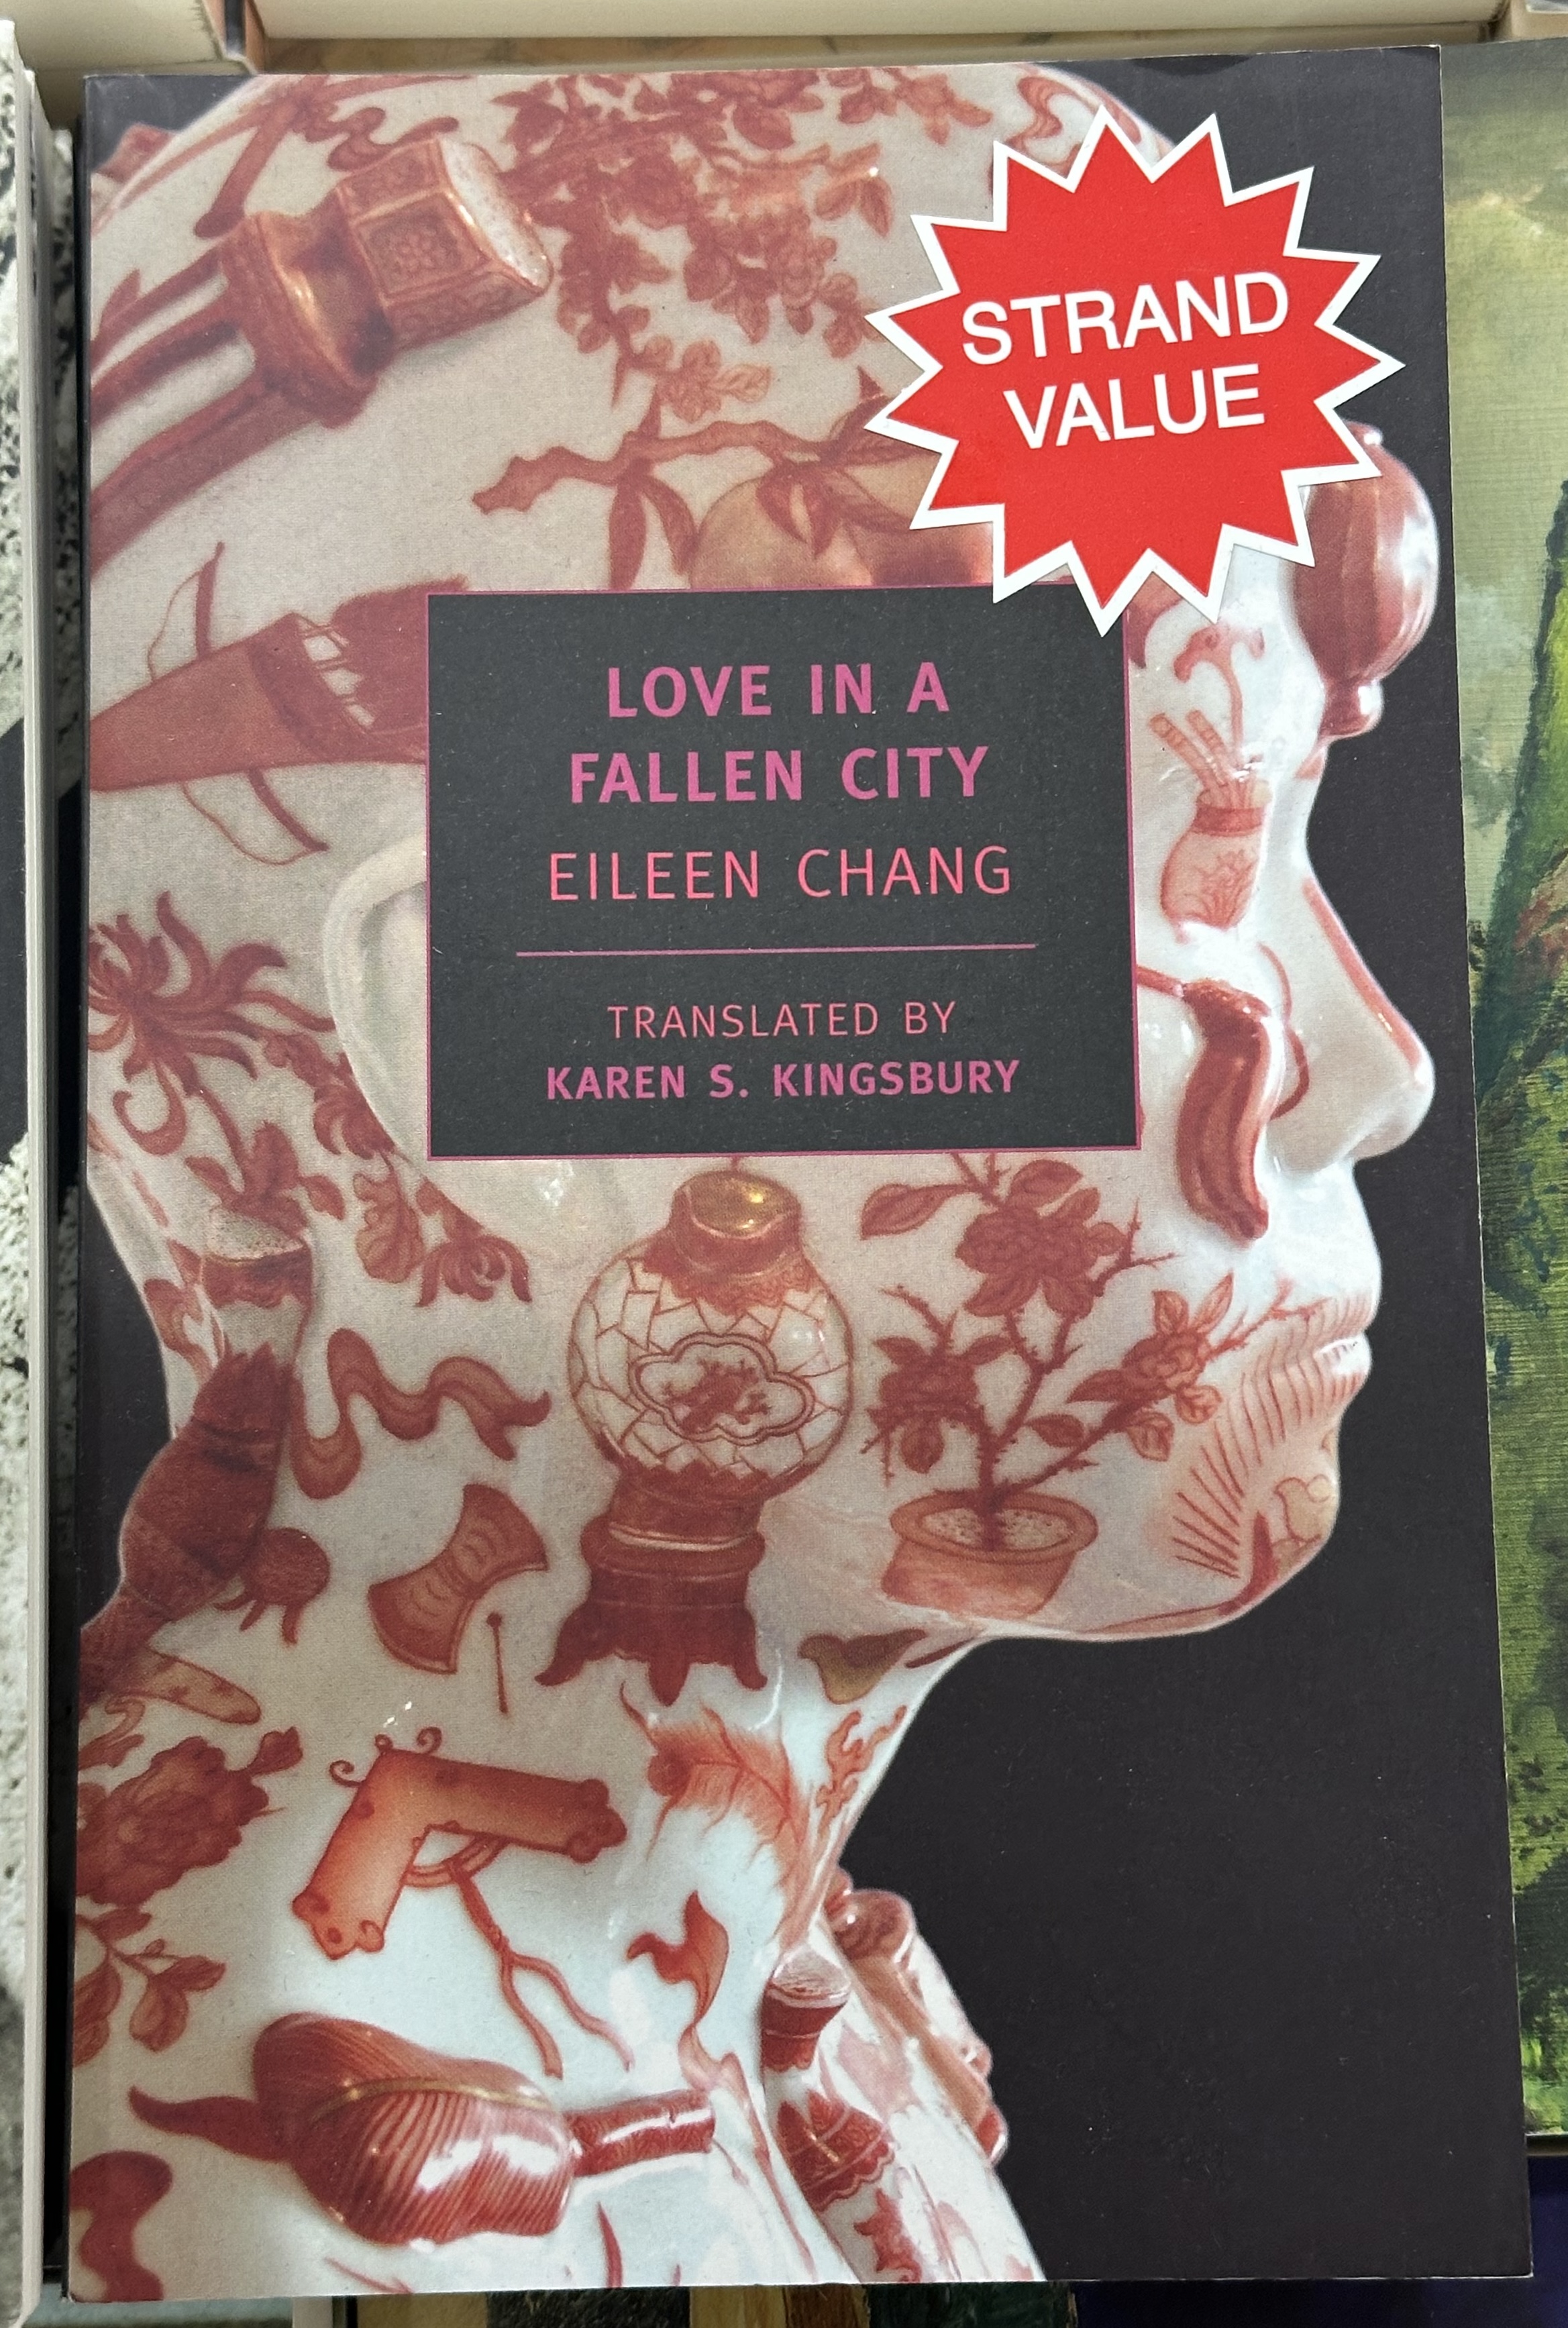 STRAND
VALUE
LOVE IN A
FALLEN CITY
EILEEN CHANG
TRANSLATED BY
KAREN S. KINGSBURY